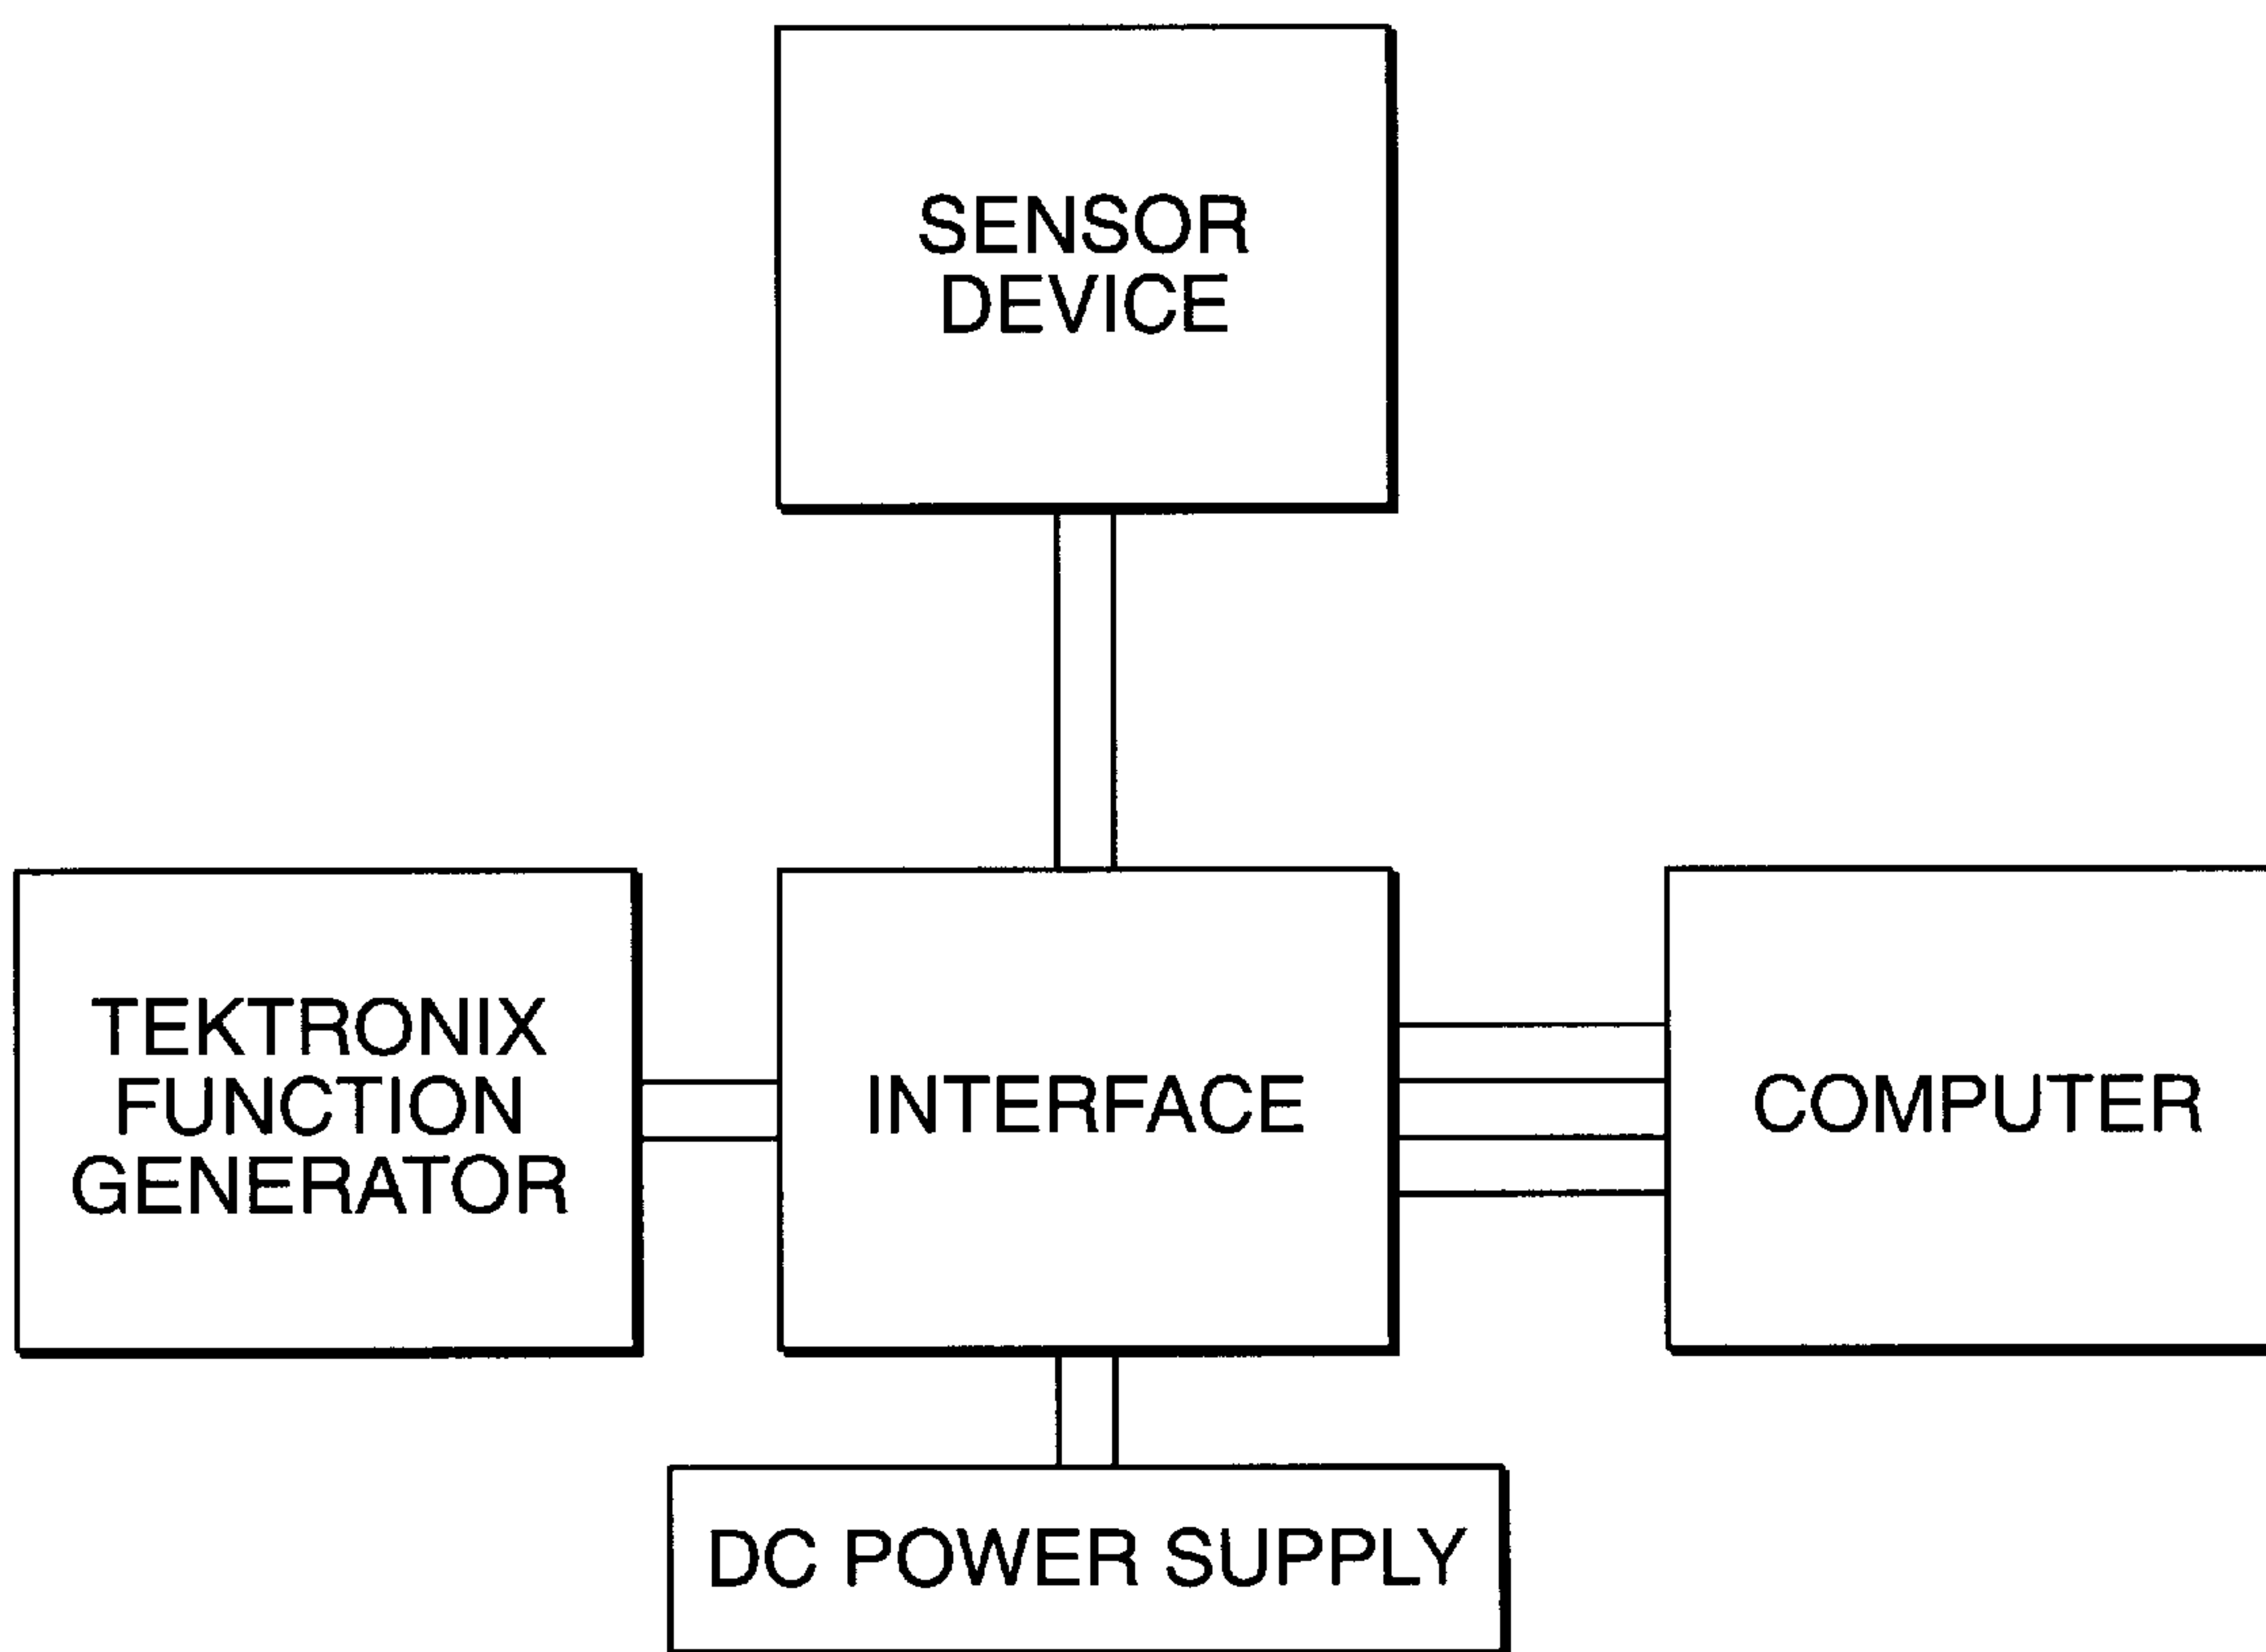 SENSOR
DEVICE
TEKTRONIX
FUNCTION
GENERATOR
INTERFACE
COMPUTER
DC POWER SUPPLY